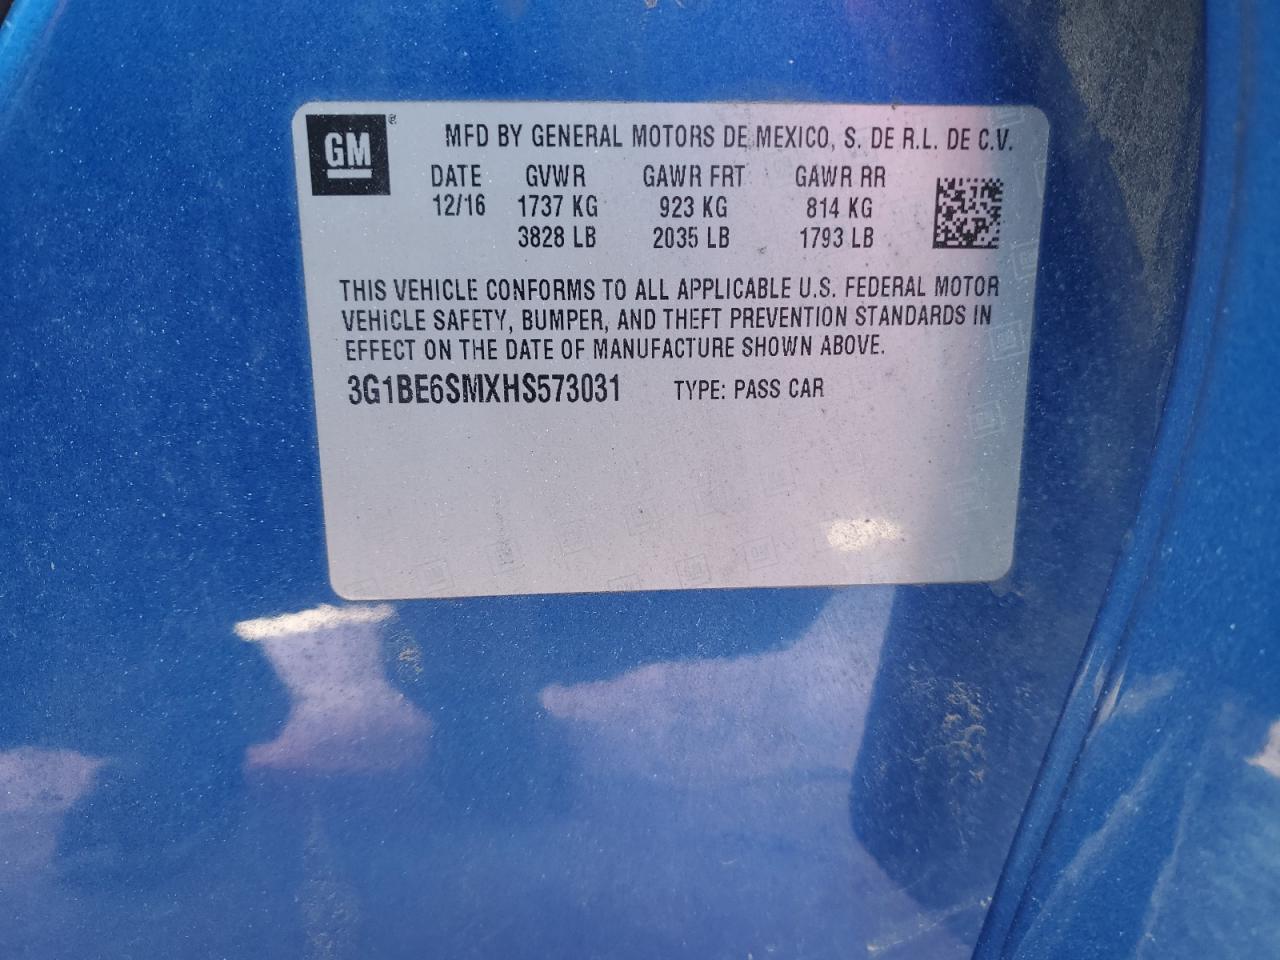 GM®
MFD BY GENERAL MOTORS DE MEXICO, S. DE R.L. DE C.V.
DATE GVWR GAWR FRT GAWR RR
12/16 1737 KG 923 KG 814 KG
3828 LB 2035 LB 1793 LB
THIS VEHICLE CONFORMS TO ALL APPLICABLE U.S. FEDERAL MOTOR
VEHICLE SAFETY, BUMPER, AND THEFT PREVENTION STANDARDS IN
EFFECT ON THE DATE OF MANUFACTURE SHOWN ABOVE.
3G1BE6SMXHS573031 TYPE: PASS CAR